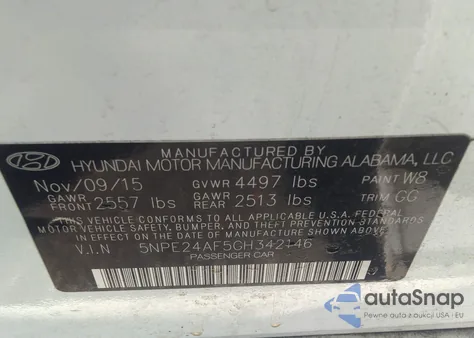 MANUFACTURED BY
HYUNDAI MOTOR MANUFACTURING ALABAMA, LLC
Nov/09/15 GVWR 4497 lbs PAINT W8
GAWR FRONT 2557 lbs GAWR REAR 2513 lbs TRIM GG
THIS VEHICLE CONFORMS TO ALL APPLICABLE U.S.A. FEDERAL
MOTOR VEHICLE SAFETY, BUMPER, AND THEFT PREVENTION STANDARDS
IN EFFECT ON THE DATE OF MANUFACTURE SHOWN ABOVE.
V.I.N 5NPE24AF5GH342146
PASSENGER CAR
autoSnap
Pewne auta z aukcji USA i EU